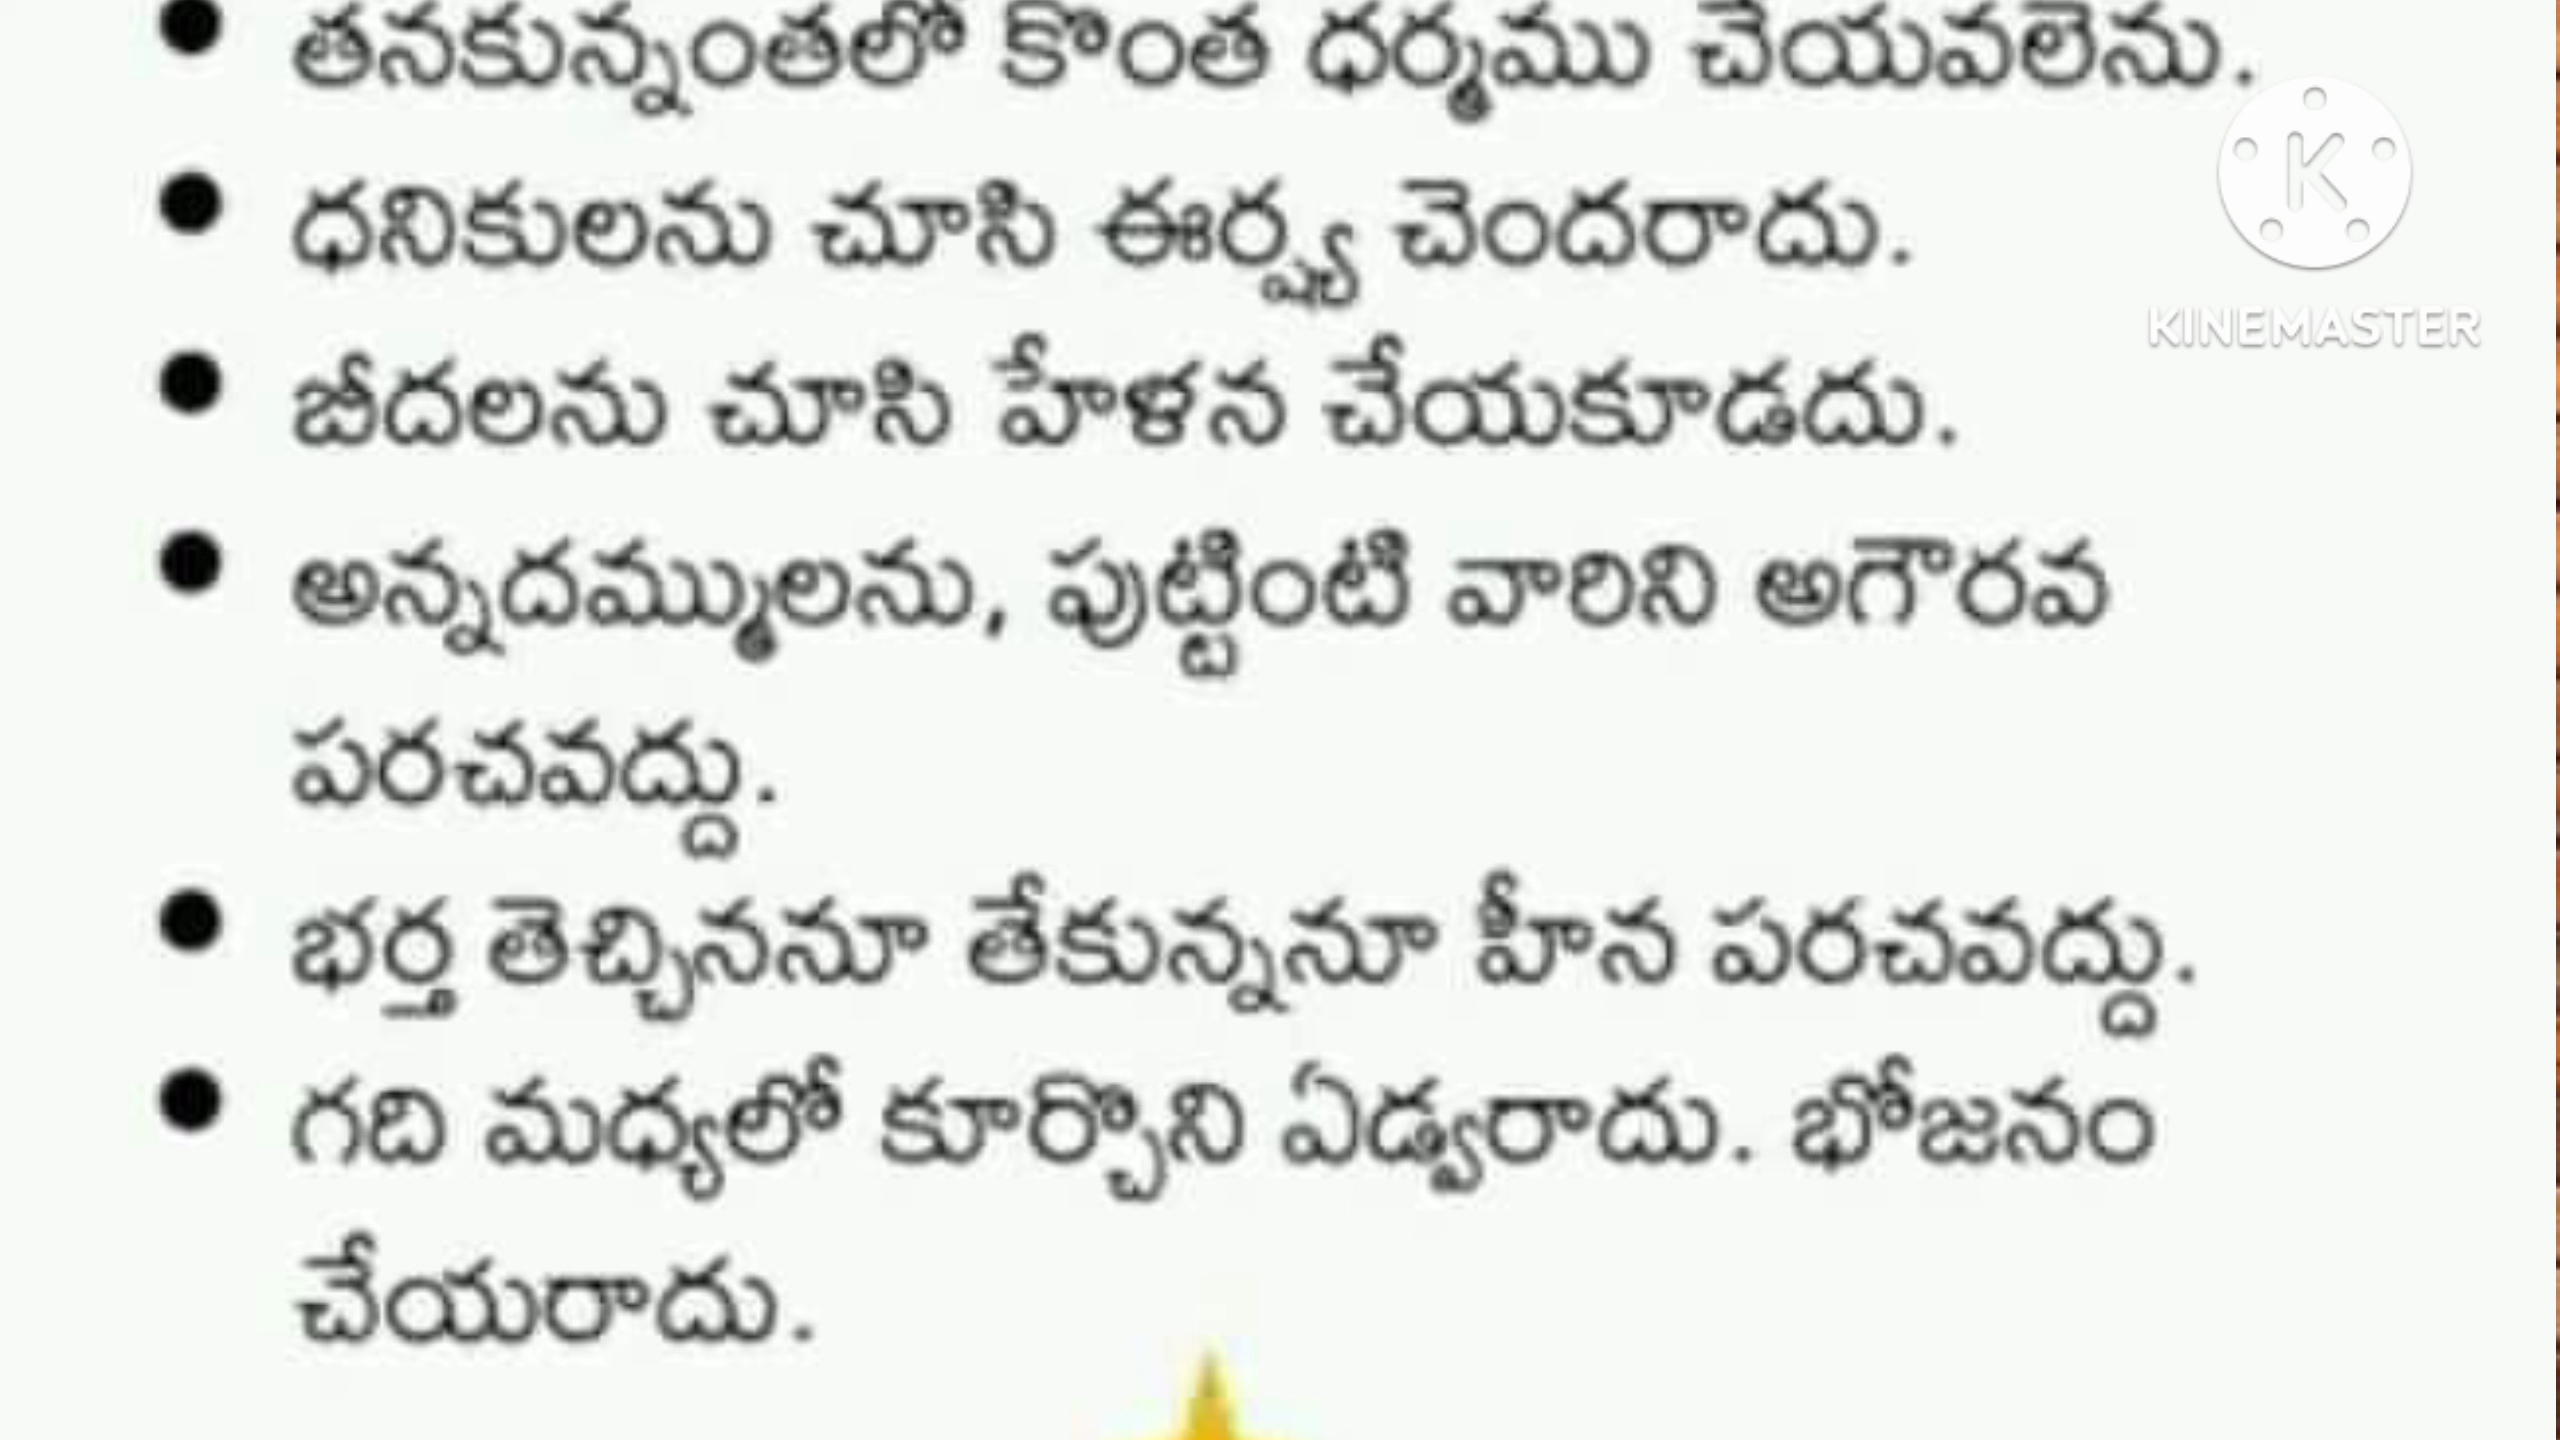 • తనకున్నంతలో కొంత ధర్మము చేయవలెను.
• ధనికులను చూసి ఈర్ష్య చెందరాదు.
• బీదలను చూసి హేళన చేయకూడదు.
• అన్నదమ్ములను, పుట్టింటి వారిని అగౌరవ
పరచవద్దు.
• భర్త తెచ్చిననూ తేకున్ననూ హీన పరచవద్దు.
• గది మధ్యలో కూర్చొని ఏడ్వరాదు. భోజనం
చేయరాదు.
K
KINEMASTER